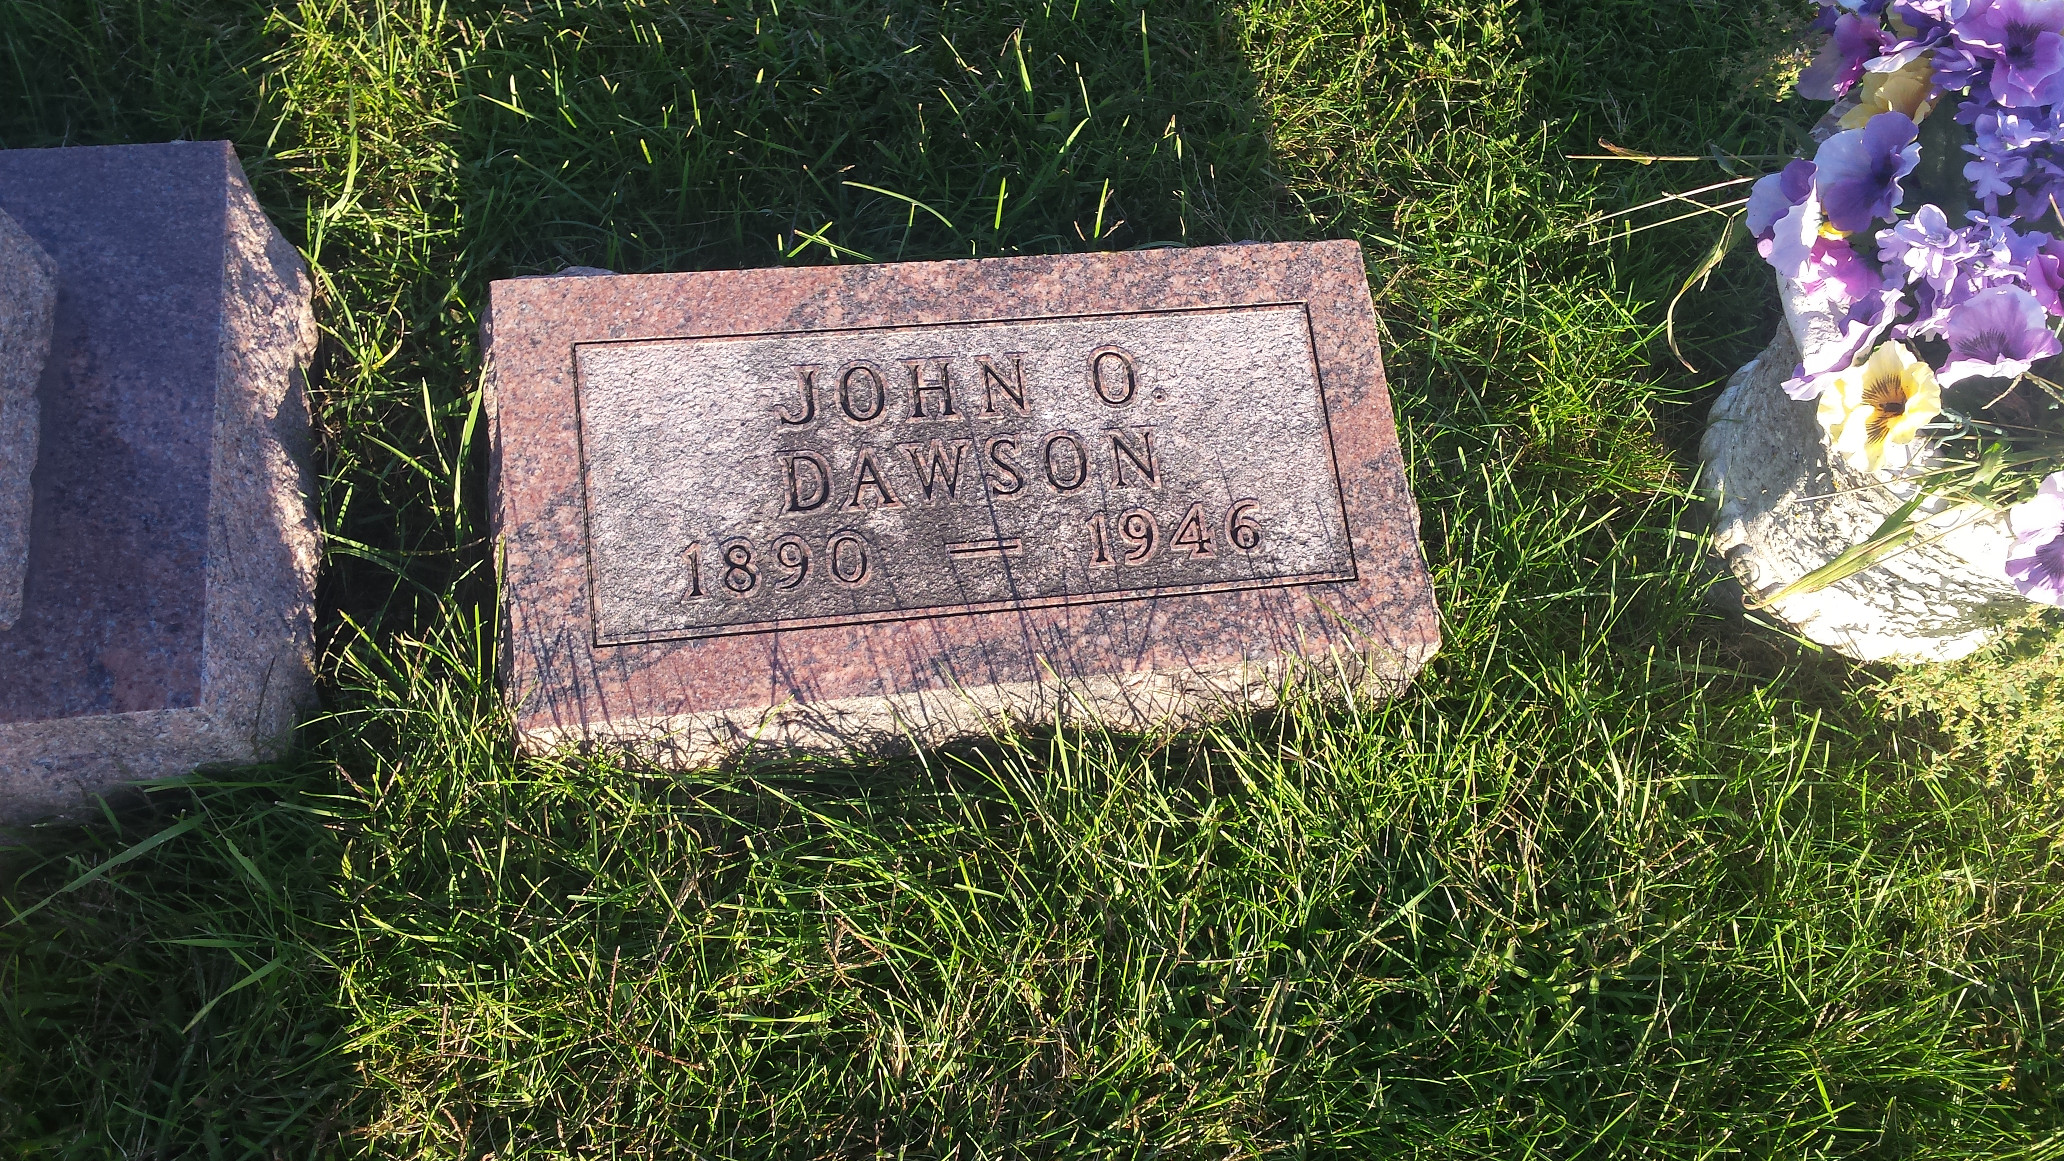 JOHN O.
DAWSON
1890 = 1946